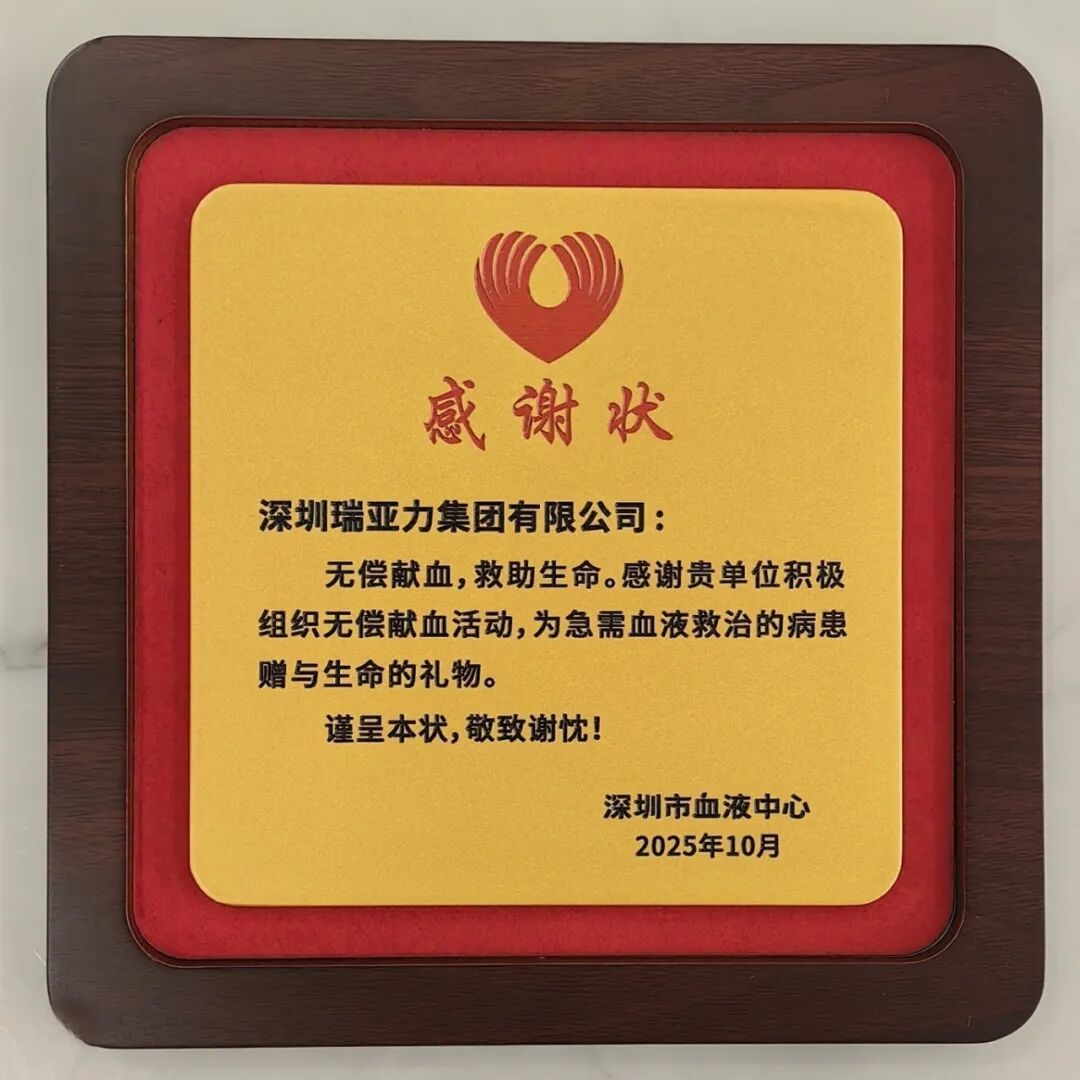 感谢状
深圳瑞亚力集团有限公司：
无偿献血，救助生命。感谢贵单位积极
组织无偿献血活动，为急需血液救治的病患
赠与生命的礼物。
谨呈本状，敬致谢忱！
深圳市血液中心
2025年10月